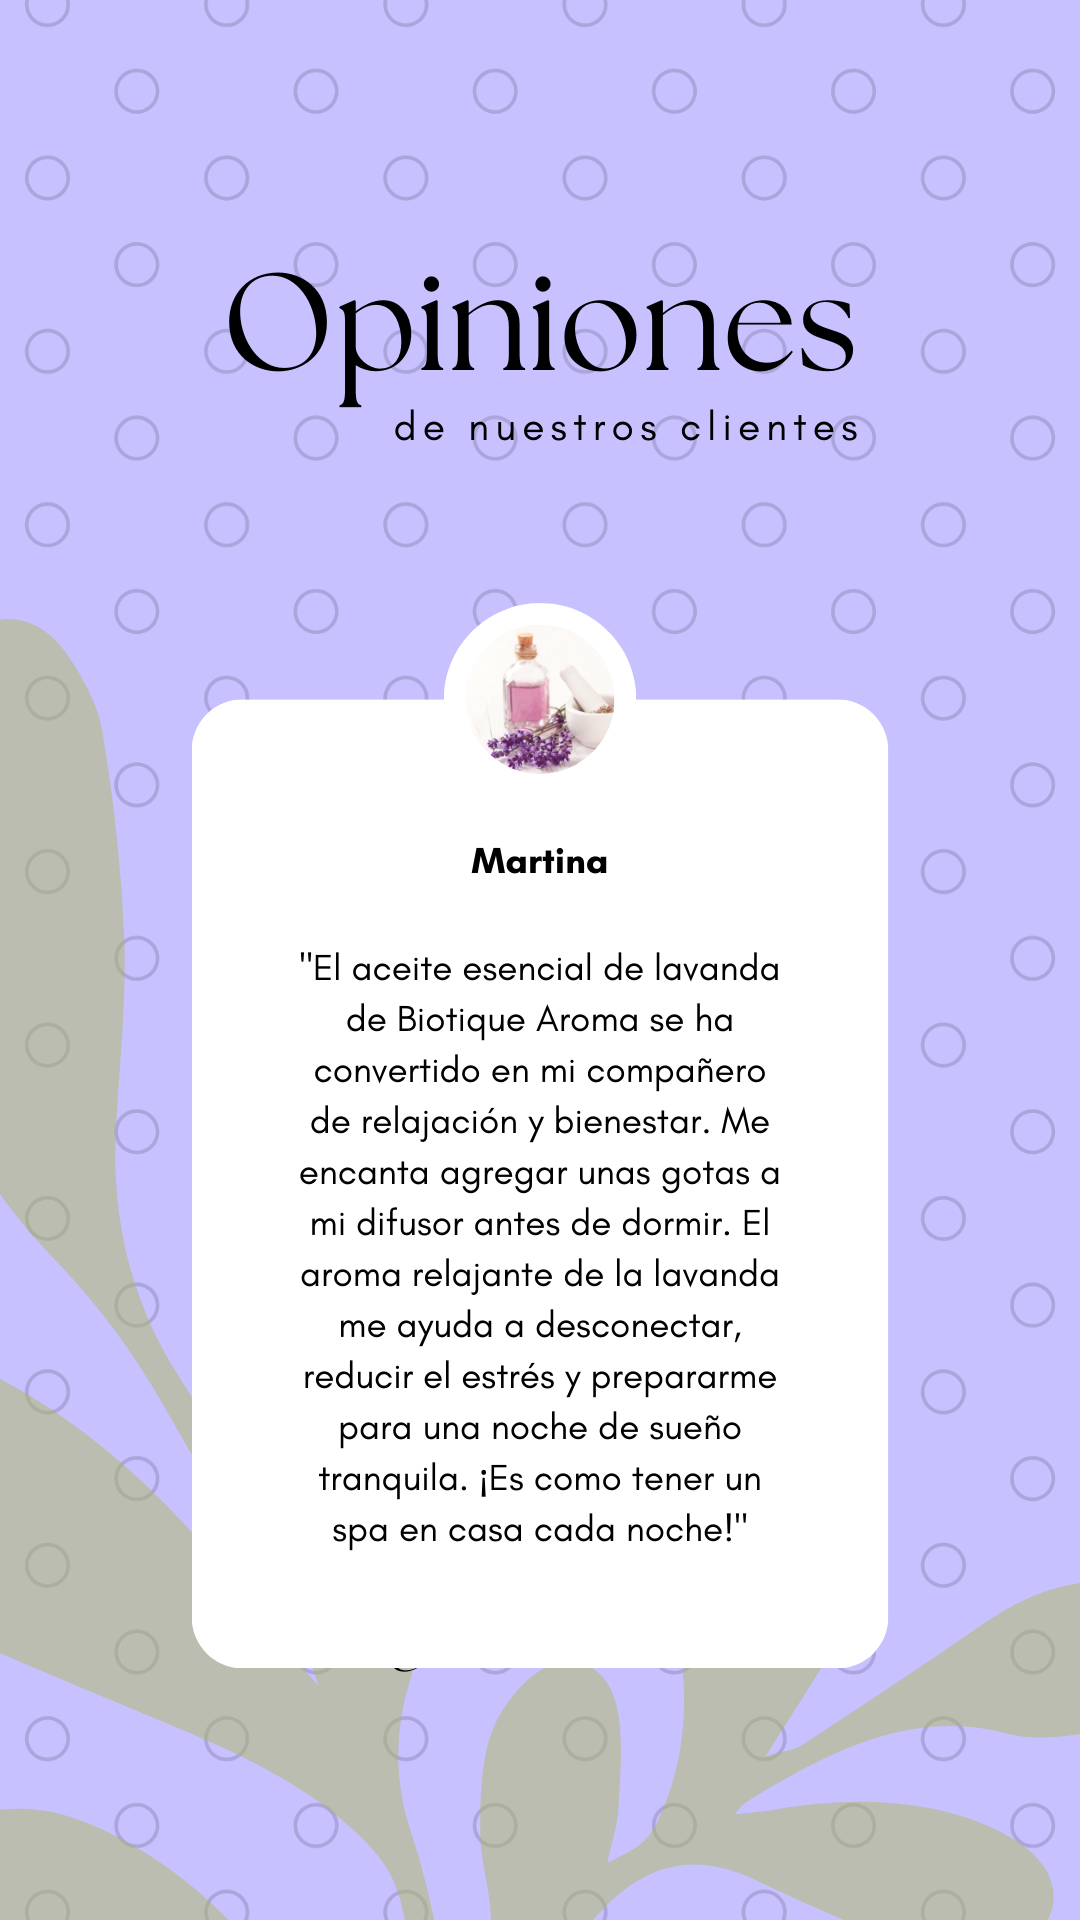 Opiniones
de nuestros clientes
Martina
"El aceite esencial de lavanda
de Biotique Aroma se ha
convertido en mi compañero
de relajación y bienestar. Me
encanta agregar unas gotas a
mi difusor antes de dormir. El
aroma relajante de la lavanda
me ayuda a desconectar,
reducir el estrés y prepararme
para una noche de sueño
tranquila. ¡Es como tener un
spa en casa cada noche!"